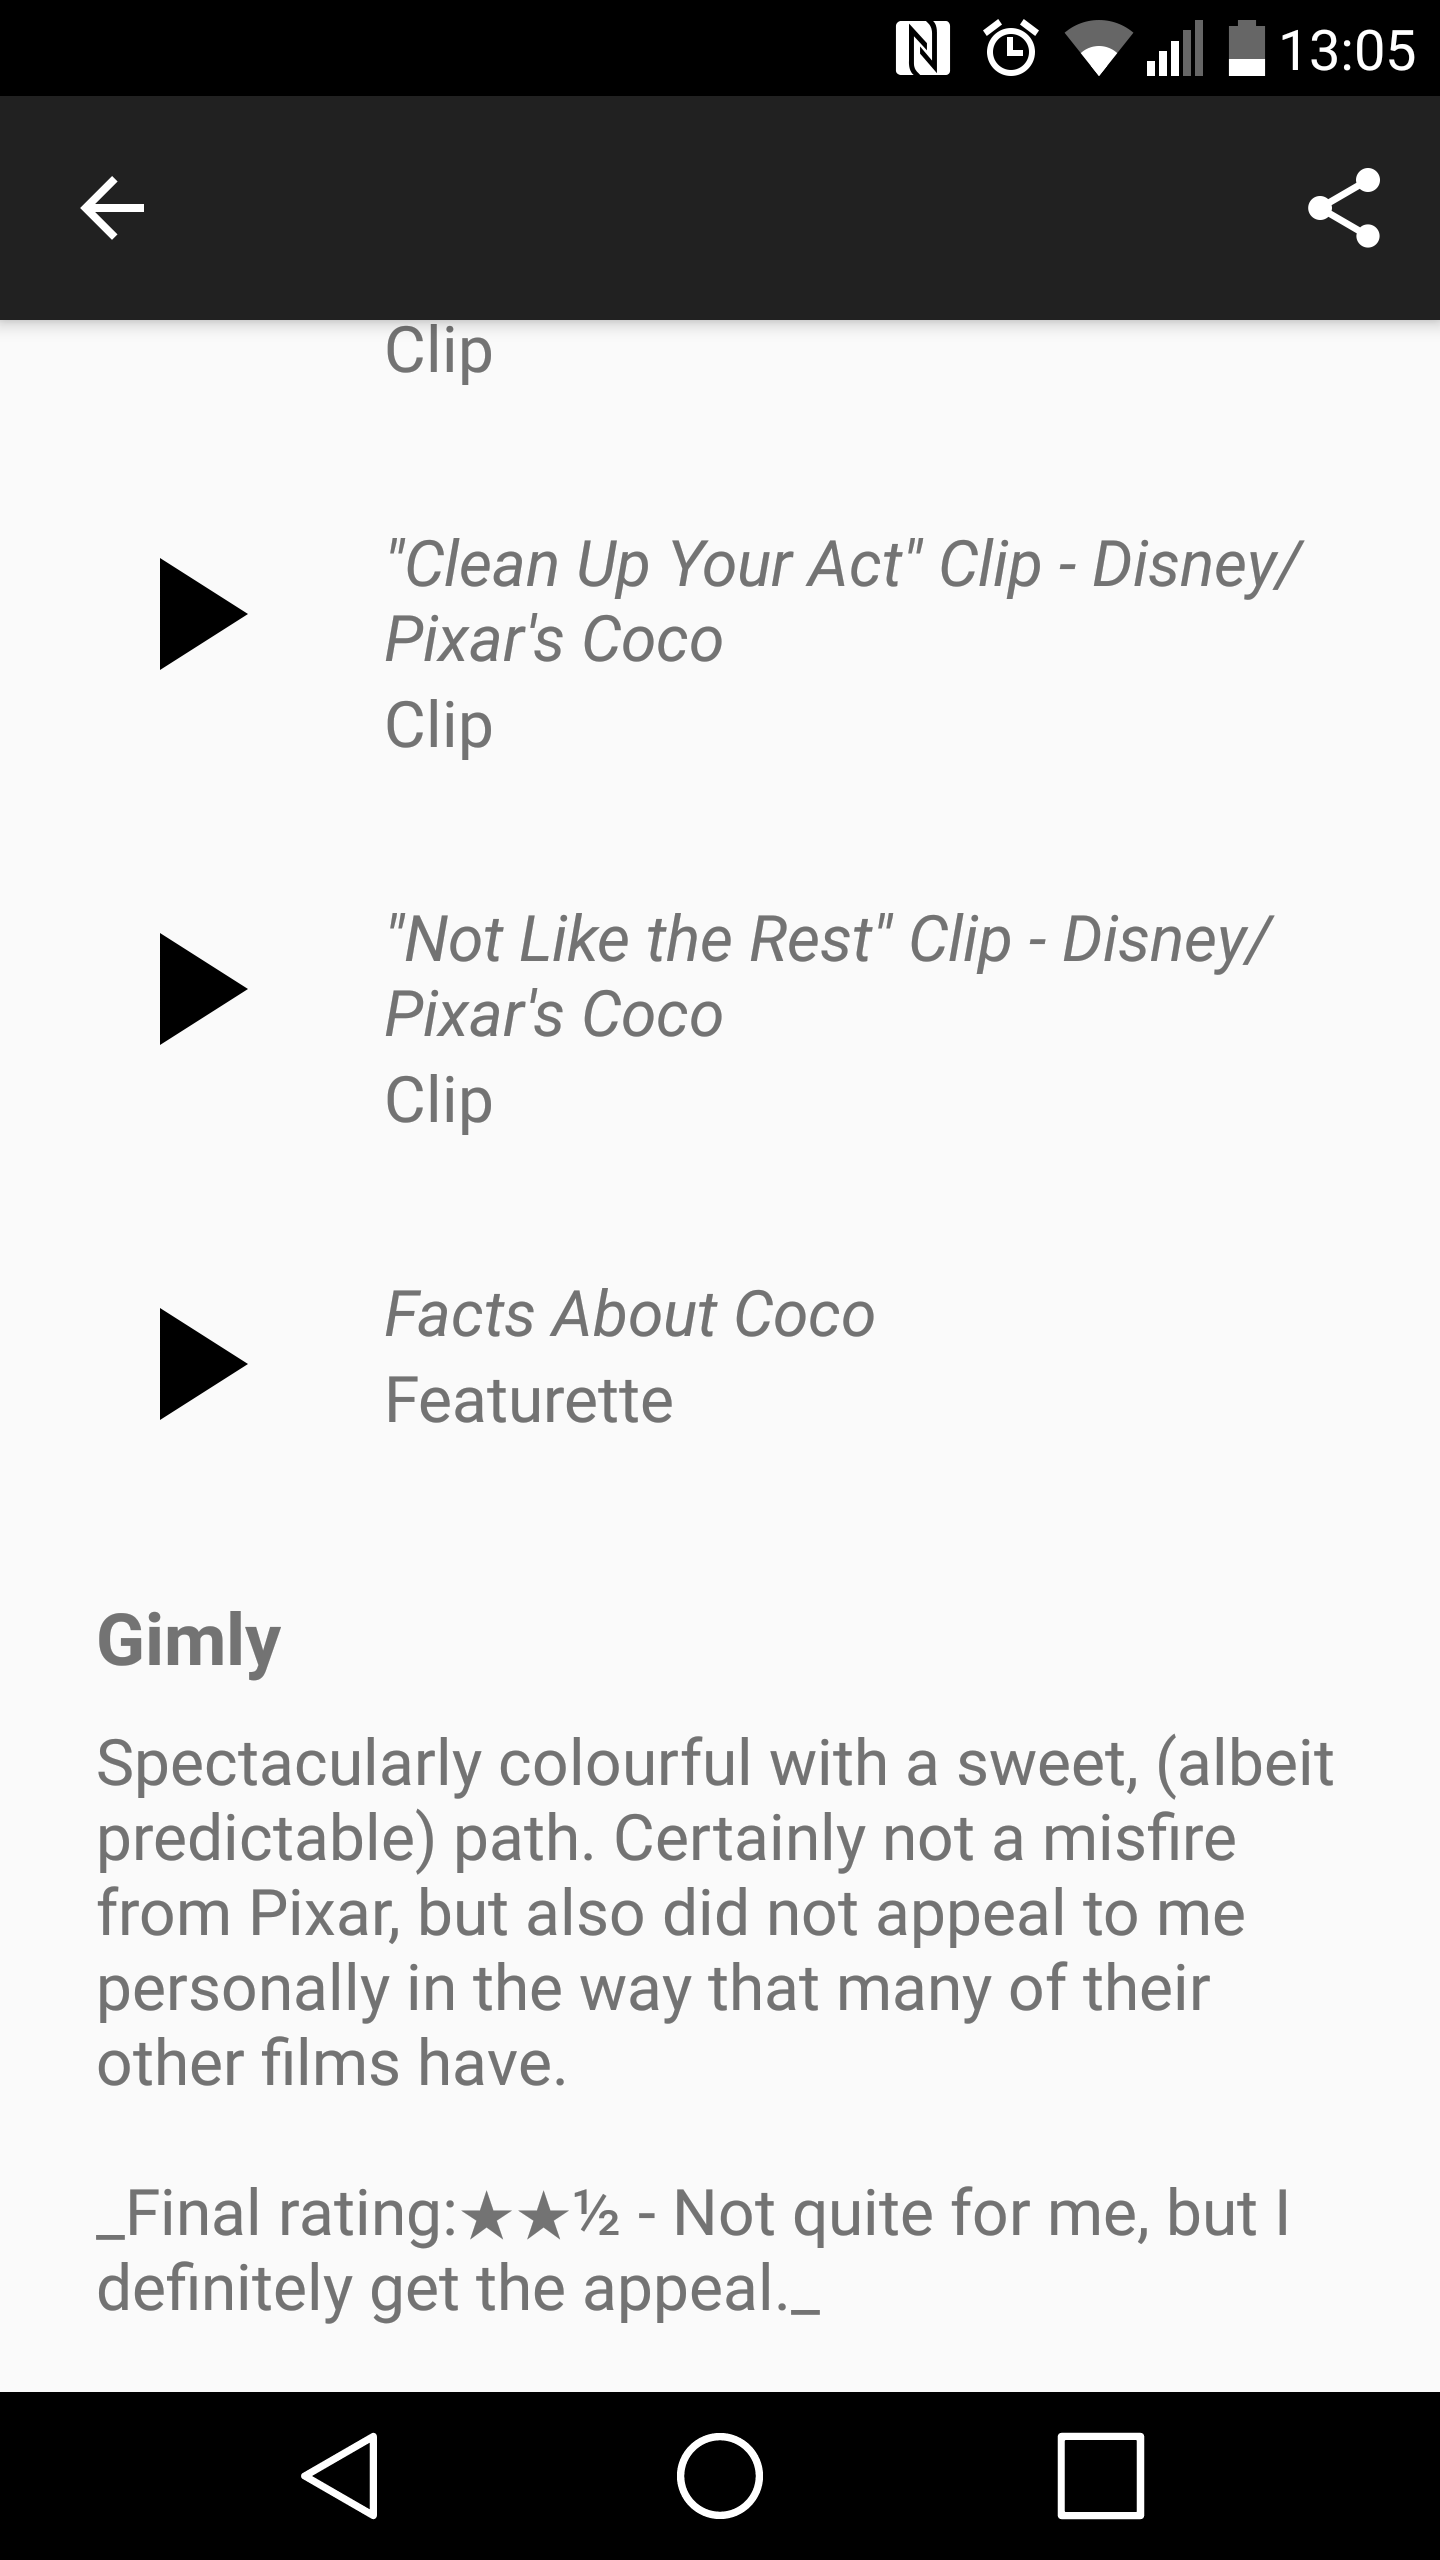 13:05
Clip
"Clean Up Your Act" Clip - Disney/
Pixar's Coco
Clip
"Not Like the Rest" Clip - Disney/
Pixar's Coco
Clip
Facts About Coco
Featurette
Gimly
Spectacularly colourful with a sweet, (albeit
predictable) path. Certainly not a misfire
from Pixar, but also did not appeal to me
personally in the way that many of their
other films have.
_Final rating:★★½ - Not quite for me, but I
definitely get the appeal._